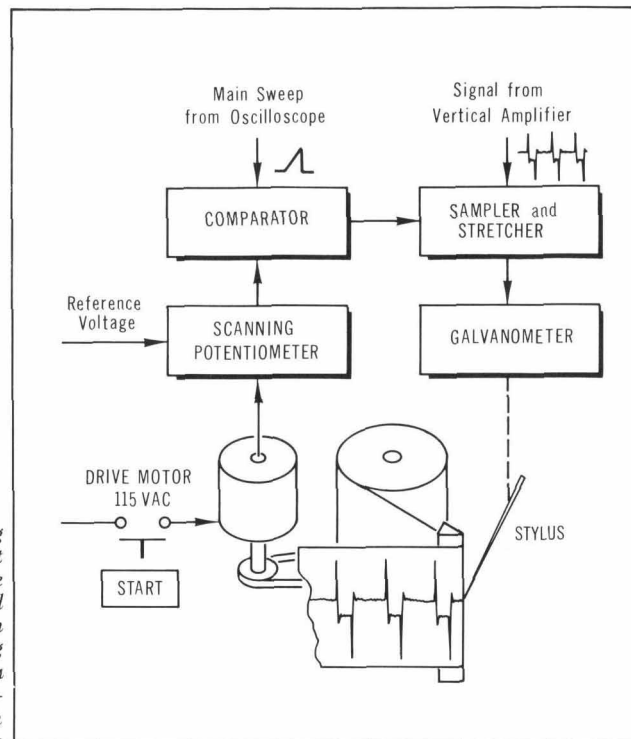 Main Sweep
from Oscilloscope
Signal from
Vertical Amplifier
COMPARATOR
SAMPLER and
STRETCHER
Reference
Voltage
SCANNING
POTENTIOMETER
GALVANOMETER
DRIVE MOTOR
115 VAC
START
STYLUS